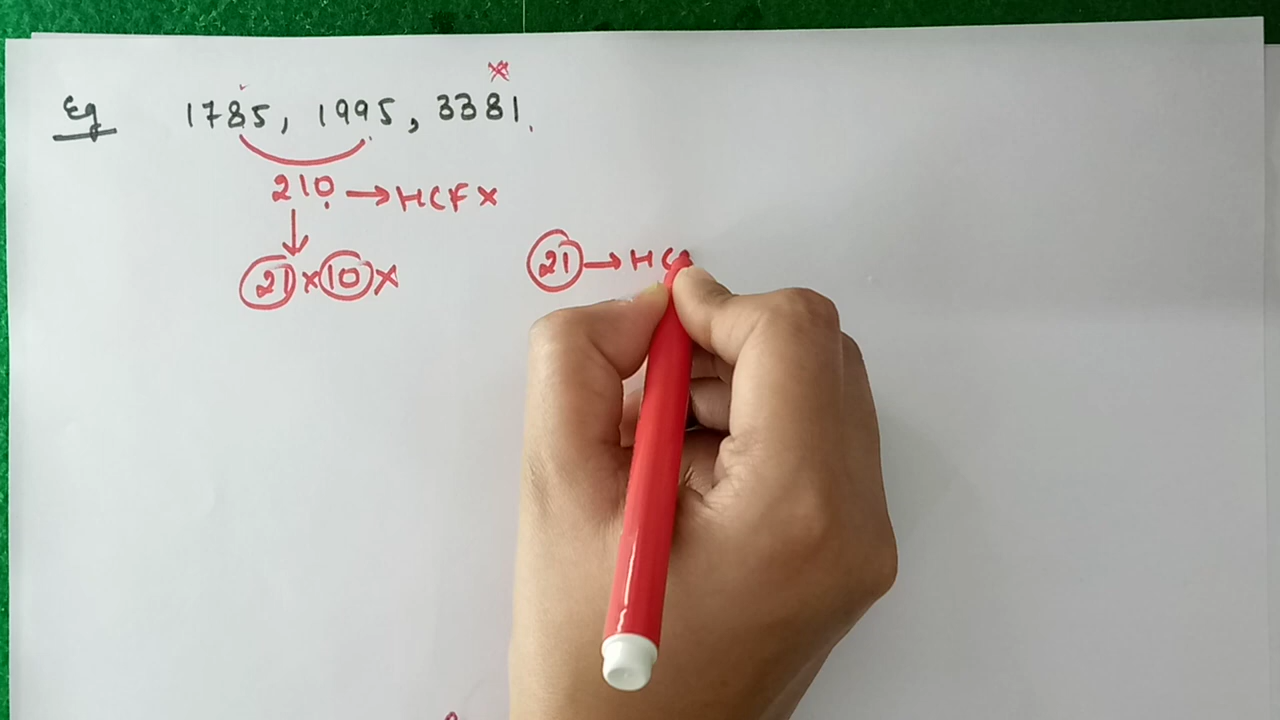 Eg 1785, 1995, 3381.
210 → HCF ×
↓
21 × 10 ×
21 → HC